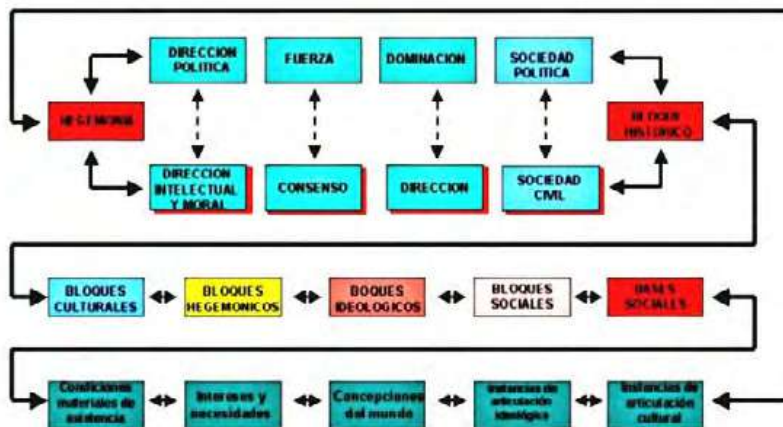 DIRECCION
POLITICA
FUERZA
DOMINACION
SOCIEDAD
POLITICA
HEGEMONIA
BLOQUE
HISTORICO
DIRECCION
INTELECTUAL
Y MORAL
CONSENSO
DIRECCION
SOCIEDAD
CIVIL
BLOQUES
CULTURALES
BLOQUES
HEGEMONICOS
BOQUES
IDEOLOGICOS
BLOQUES
SOCIALES
BASES
SOCIALES
Condiciones
materiales de
existencia
Intereses y
necesidades
Concepciones
del mundo
Instancias de
articulación
ideológica
Instancias de
articulación
cultural